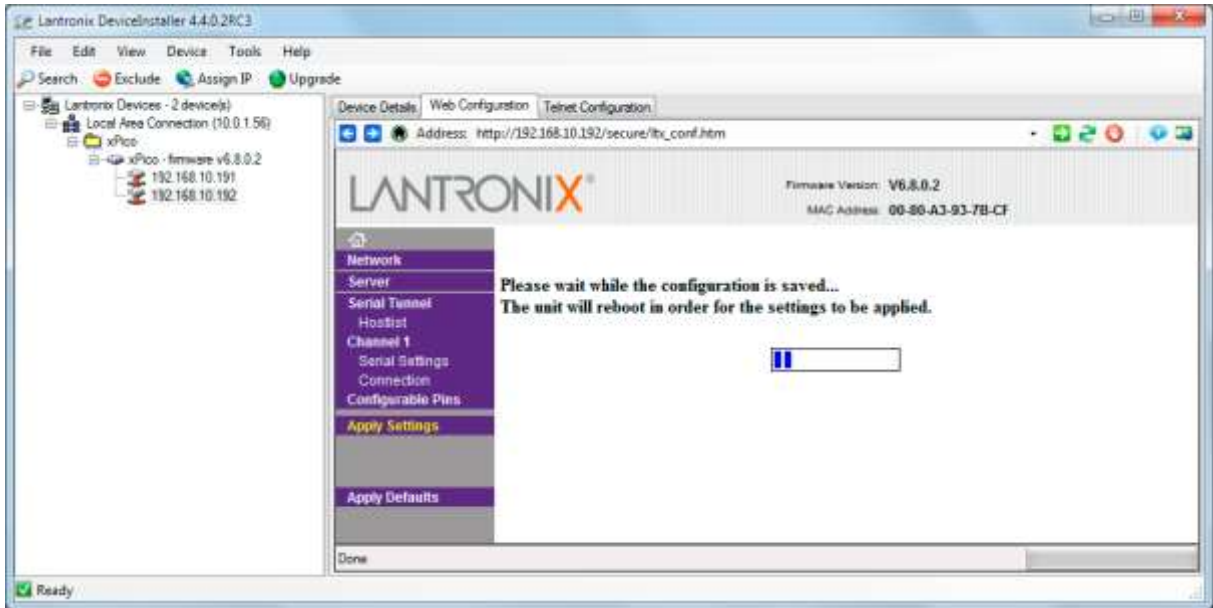 Lantronix DeviceInstaller 4.4.0.2RC3
File Edit View Device Tools Help
Search Exclude Assign IP Upgrade
Lantronix Devices - 2 device(s)
Local Area Connection (10.0.1.56)
xPico
xPico - firmware v6.8.0.2
192.168.10.191
192.168.10.192
Device Details Web Configuration Telnet Configuration
Address: http://192.168.10.192/secure/ltx_conf.htm
LANTRONIX®
Firmware Version: V6.8.0.2
MAC Address: 00-80-A3-93-7B-CF
Network
Server
Serial Tunnel
Hostlist
Channel 1
Serial Settings
Connection
Configurable Pins
Apply Settings
Apply Defaults
Please wait while the configuration is saved...
The unit will reboot in order for the settings to be applied.
Done
Ready